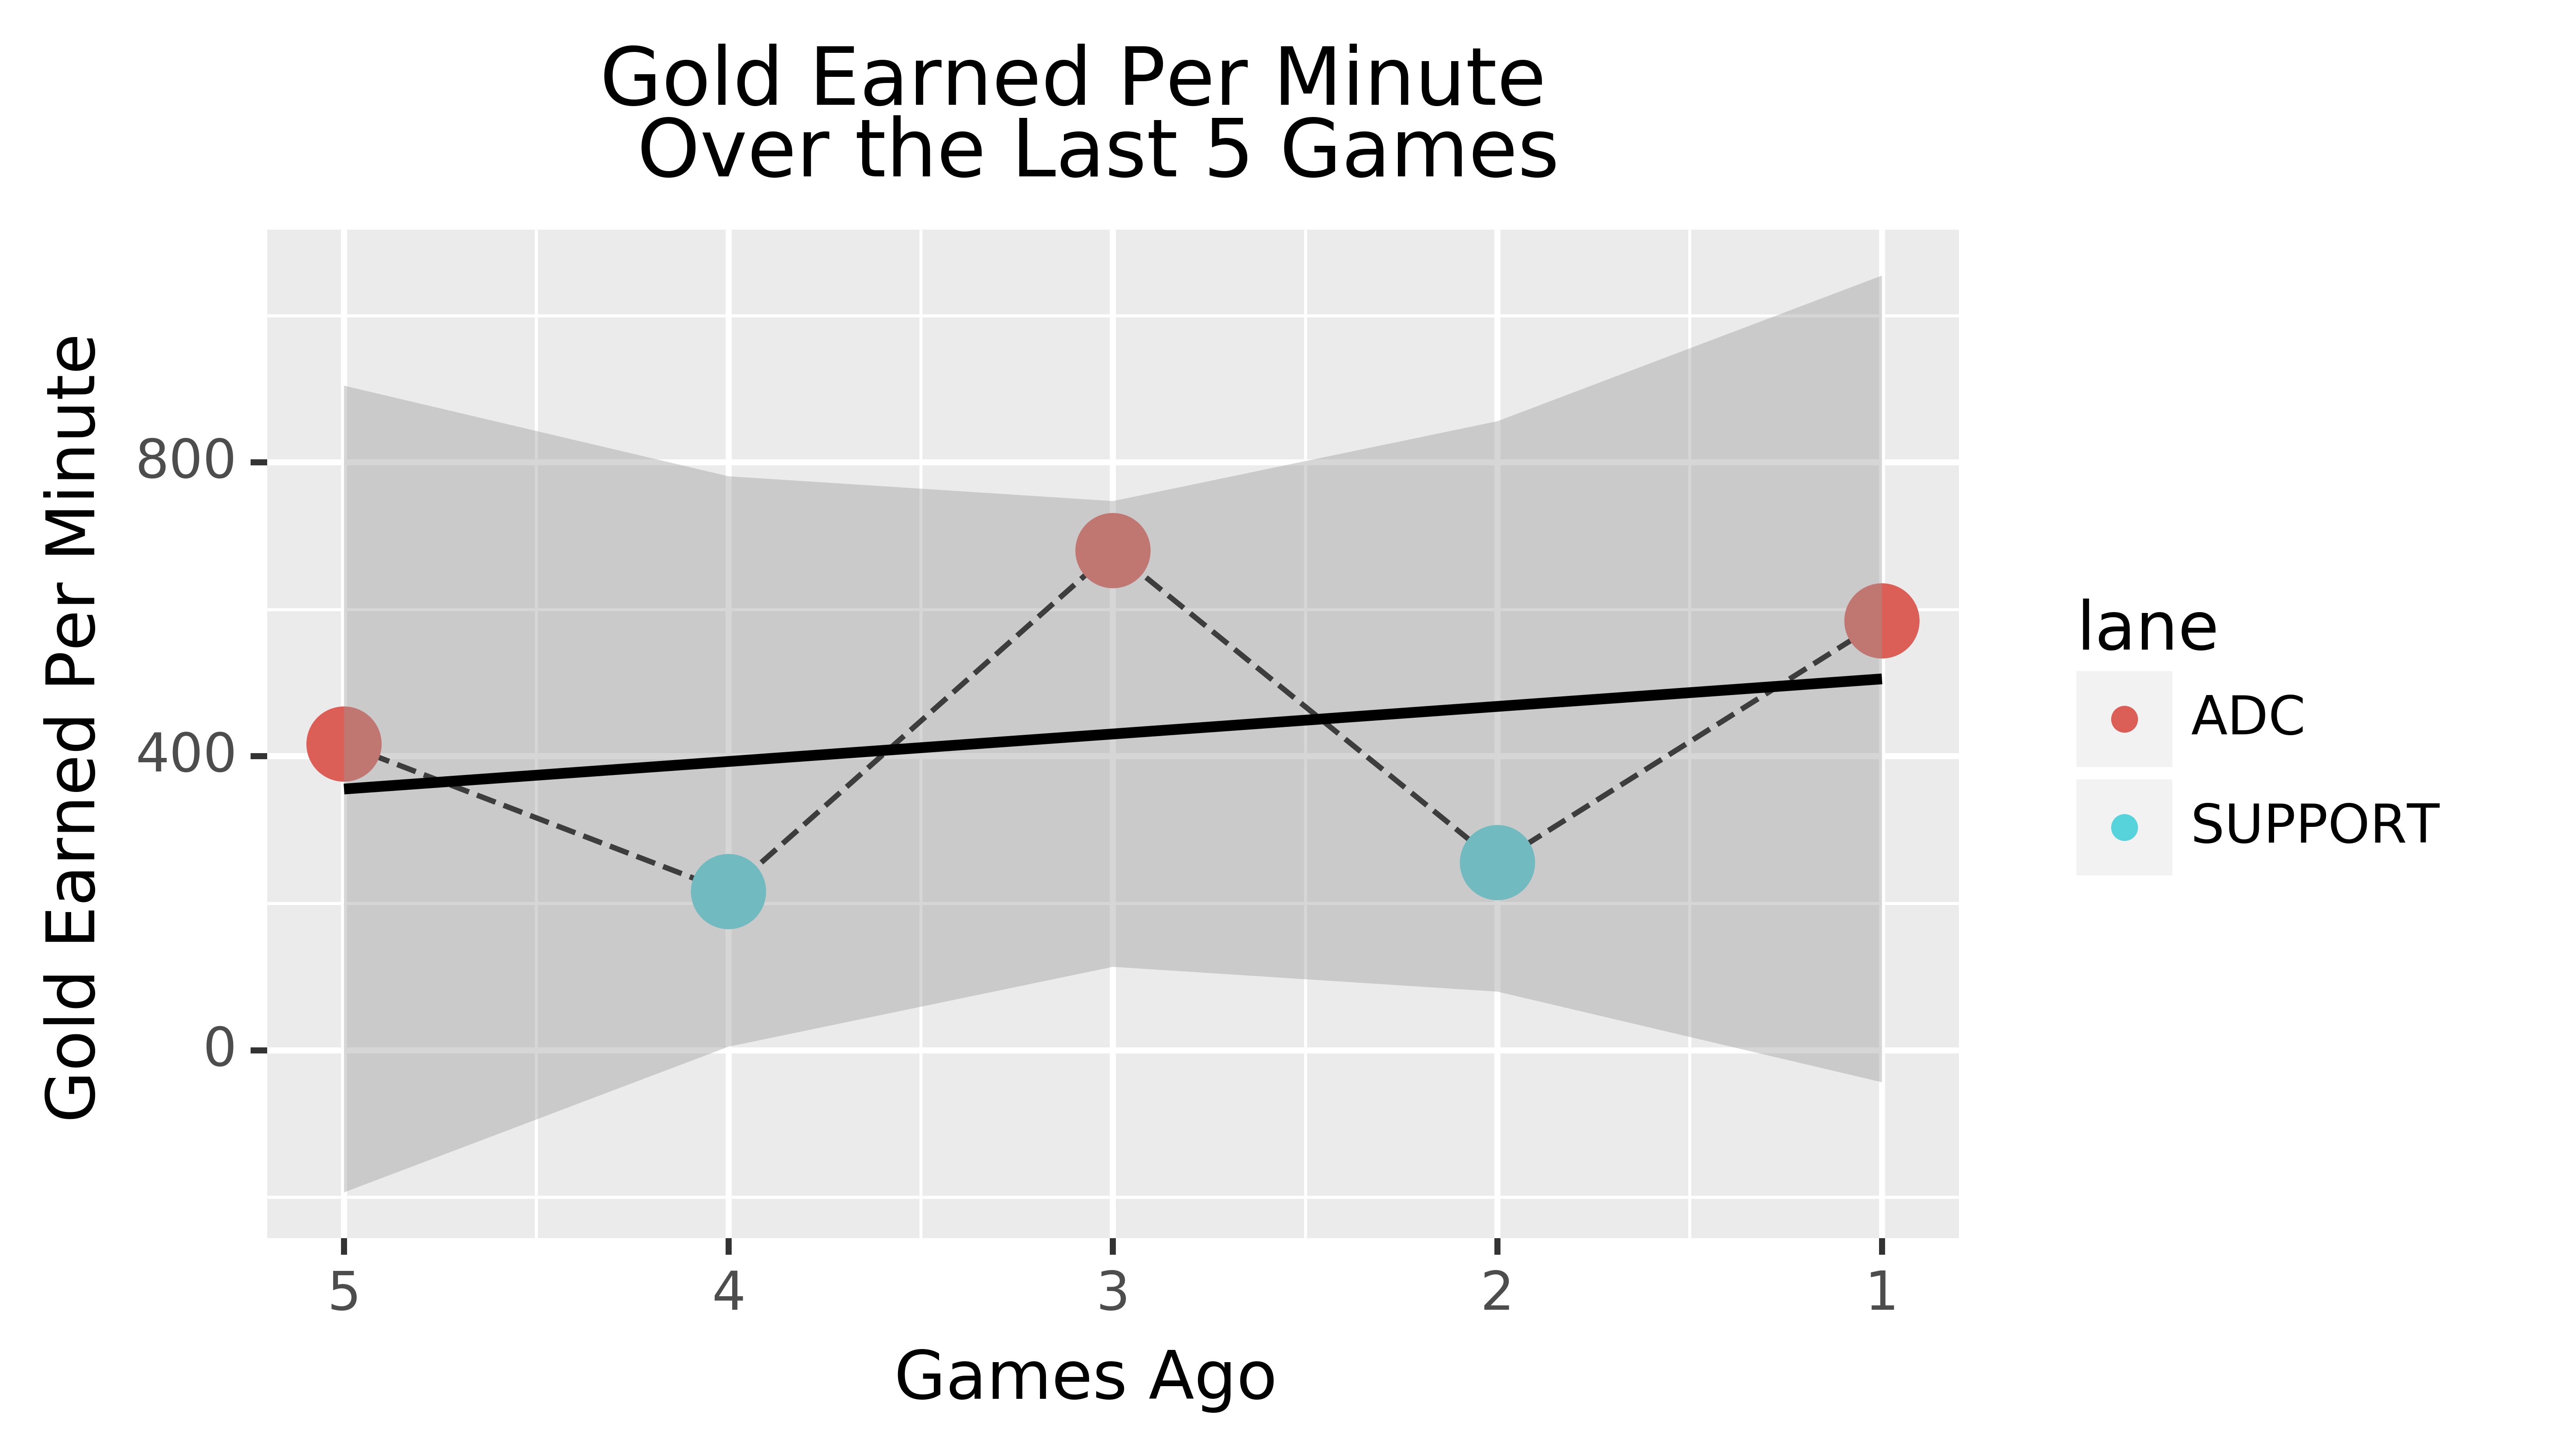 Gold Earned Per Minute
Over the Last 5 Games
Gold Earned Per Minute
800
400
0
5 4 3 2 1
Games Ago
lane
ADC
SUPPORT